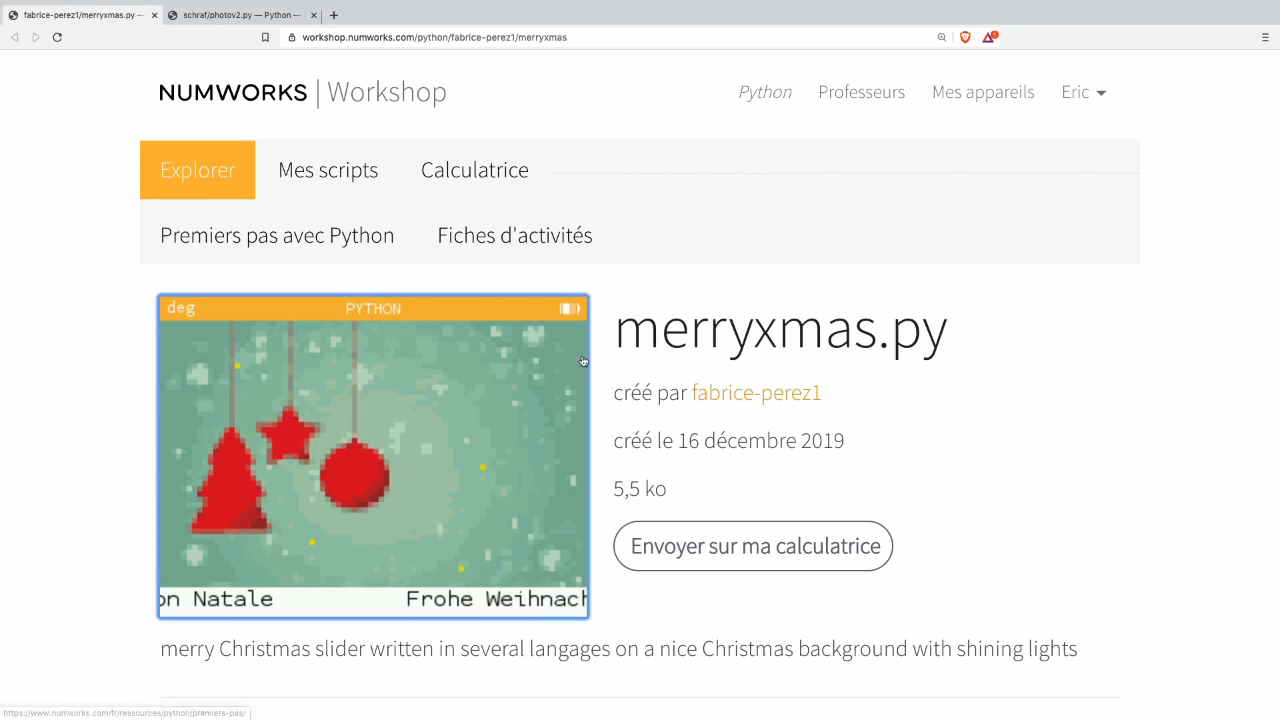 fabrice-perez1/merryxmas.py —
schraf/photov2.py — Python —
workshop.numworks.com/python/fabrice-perez1/merryxmas
NUMWORKS | Workshop
Python Professeurs Mes appareils Eric
Explorer Mes scripts Calculatrice
Premiers pas avec Python Fiches d'activités
deg PYTHON
on Natale Frohe Weihnach
merryxmas.py
créé par fabrice-perez1
créé le 16 décembre 2019
5,5 ko
Envoyer sur ma calculatrice
merry Christmas slider written in several langages on a nice Christmas background with shining lights
https://www.numworks.com/fr/ressources/python/premiers-pas/